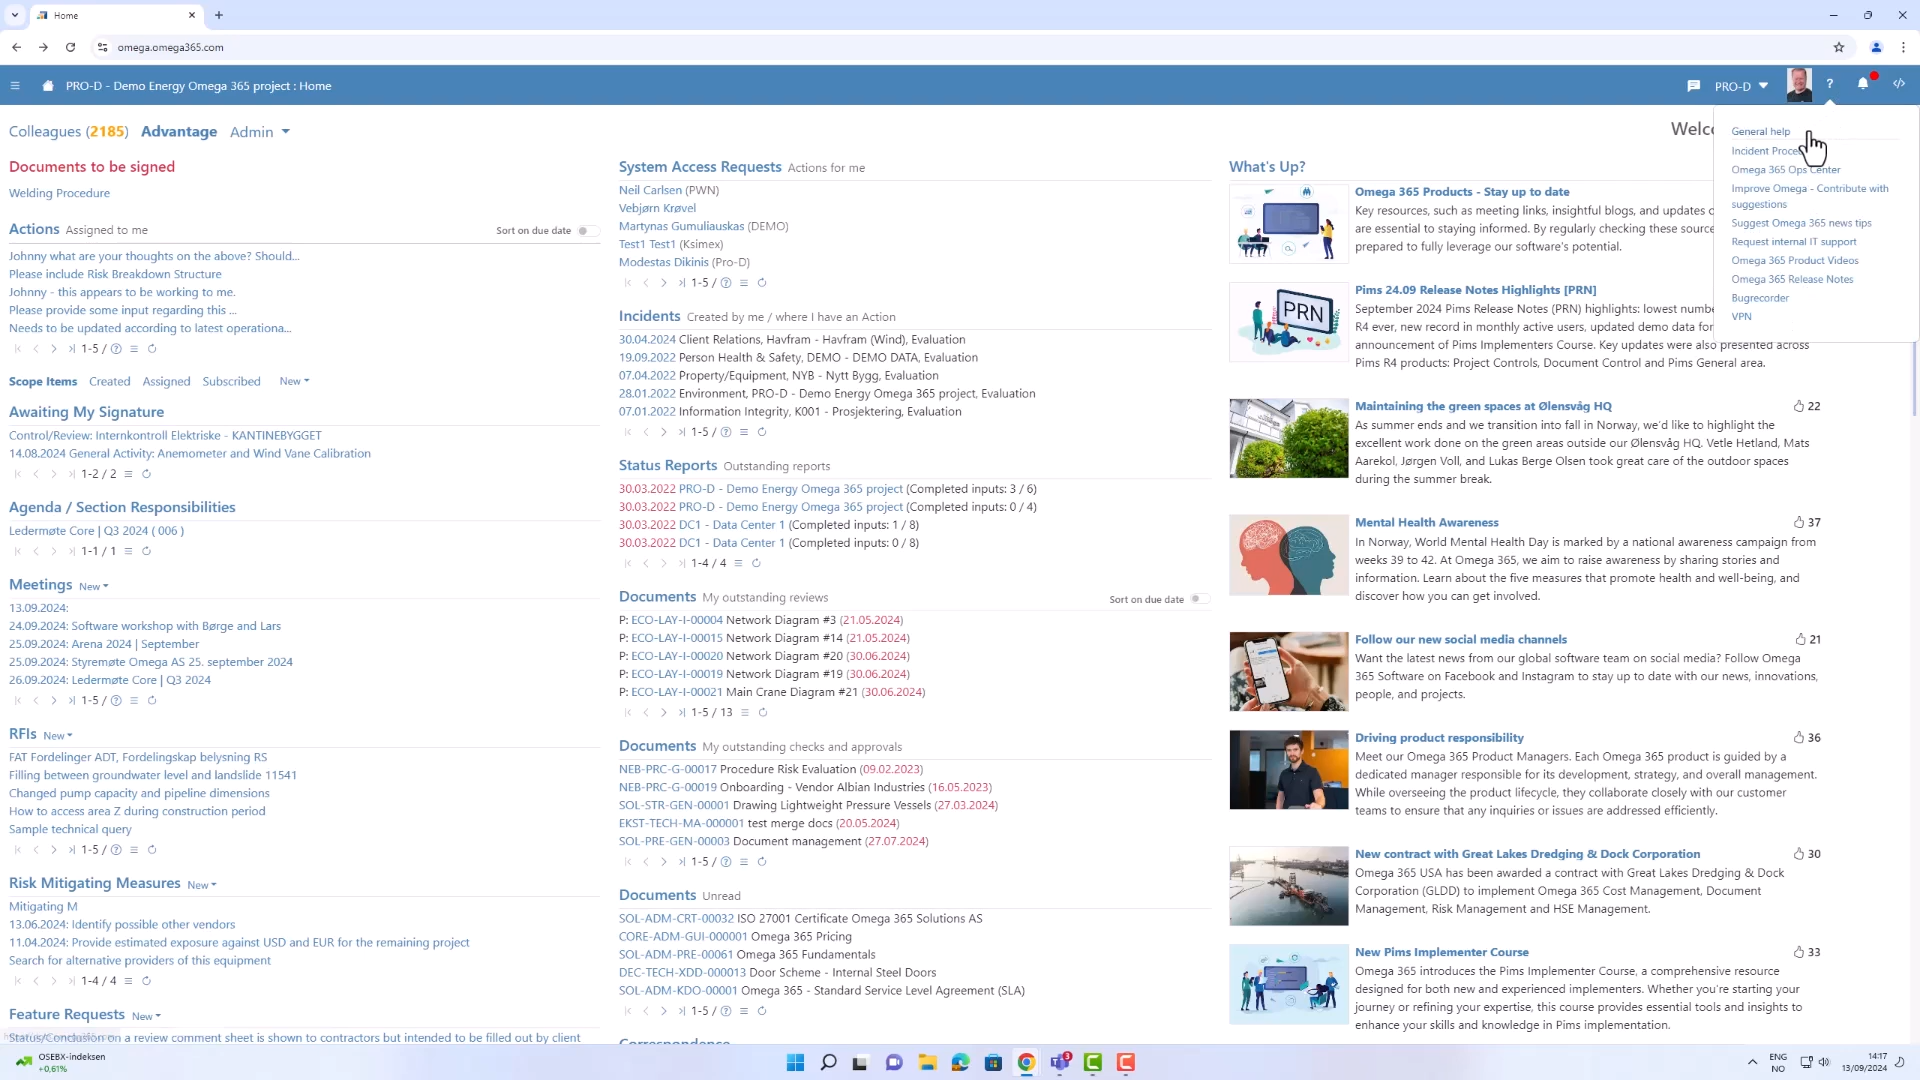 Home
omega.omega365.com
PRO-D - Demo Energy Omega 365 project : Home
PRO-D
?
Colleagues (2185) Advantage Admin
Documents to be signed
Welding Procedure
Actions Assigned to me
Sort on due date
Johnny what are your thoughts on the above? Should...
Please include Risk Breakdown Structure
Johnny - this appears to be working to me.
Please provide some input regarding this ...
Needs to be updated according to latest operationa...
1-5 /
Scope Items Created Assigned Subscribed New
Awaiting My Signature
Control/Review: Internkontroll Elektriske - KANTINEBYGGET
14.08.2024 General Activity: Anemometer and Wind Vane Calibration
1-2 / 2
Agenda / Section Responsibilities
Ledermøte Core | Q3 2024 ( 006 )
1-1 / 1
Meetings New
13.09.2024:
24.09.2024: Software workshop with Børge and Lars
25.09.2024: Arena 2024 | September
25.09.2024: Styremøte Omega AS 25. september 2024
26.09.2024: Ledermøte Core | Q3 2024
1-5 /
RFIs New
FAT Fordelinger ADT, Fordelingskap belysning RS
Filling between groundwater level and landslide 11541
Changed pump capacity and pipeline dimensions
How to access area Z during construction period
Sample technical query
1-5 /
Risk Mitigating Measures New
Mitigating M
13.06.2024: Identify possible other vendors
11.04.2024: Provide estimated exposure against USD and EUR for the remaining project
Search for alternative providers of this equipment
1-4 / 4
Feature Requests New
Status/Conclusion on a review comment sheet is shown to contractors but intended to be filled out by client
System Access Requests Actions for me
Neil Carlsen (PWN)
Vebjørn Krøvel
Martynas Gumuliauskas (DEMO)
Test1 Test1 (Ksimex)
Modestas Dikinis (Pro-D)
1-5 /
Incidents Created by me / where I have an Action
30.04.2024 Client Relations, Havfram - Havfram (Wind), Evaluation
19.09.2022 Person Health & Safety, DEMO - DEMO DATA, Evaluation
07.04.2022 Property/Equipment, NYB - Nytt Bygg, Evaluation
28.01.2022 Environment, PRO-D - Demo Energy Omega 365 project, Evaluation
07.01.2022 Information Integrity, K001 - Prosjektering, Evaluation
1-5 /
Status Reports Outstanding reports
30.03.2022 PRO-D - Demo Energy Omega 365 project (Completed inputs: 3 / 6)
30.03.2022 PRO-D - Demo Energy Omega 365 project (Completed inputs: 0 / 4)
30.03.2022 DC1 - Data Center 1 (Completed inputs: 1 / 8)
30.03.2022 DC1 - Data Center 1 (Completed inputs: 0 / 8)
1-4 / 4
Documents My outstanding reviews
Sort on due date
P: ECO-LAY-I-00004 Network Diagram #3 (21.05.2024)
P: ECO-LAY-I-00015 Network Diagram #14 (21.05.2024)
P: ECO-LAY-I-00020 Network Diagram #20 (30.06.2024)
P: ECO-LAY-I-00019 Network Diagram #19 (30.06.2024)
P: ECO-LAY-I-00021 Main Crane Diagram #21 (30.06.2024)
1-5 / 13
Documents My outstanding checks and approvals
NEB-PRC-G-00017 Procedure Risk Evaluation (09.02.2023)
NEB-PRC-G-00019 Onboarding - Vendor Albian Industries (16.05.2023)
SOL-STR-GEN-00001 Drawing Lightweight Pressure Vessels (27.03.2024)
EKST-TECH-MA-000001 test merge docs (20.05.2024)
SOL-PRE-GEN-00003 Document management (27.07.2024)
1-5 /
Documents Unread
SOL-ADM-CRT-00032 ISO 27001 Certificate Omega 365 Solutions AS
CORE-ADM-GUI-000001 Omega 365 Pricing
SOL-ADM-PRE-00061 Omega 365 Fundamentals
DEC-TECH-XDD-000013 Door Scheme - Internal Steel Doors
SOL-ADM-KDO-00001 Omega 365 - Standard Service Level Agreement (SLA)
1-5 /
Correspondence
What's Up?
Omega 365 Products - Stay up to date
Key resources, such as meeting links, insightful blogs, and updates
are essential to staying informed. By regularly checking these
prepared to fully leverage our software's potential.
PRN
Pims 24.09 Release Notes Highlights [PRN]
September 2024 Pims Release Notes (PRN) highlights: lowest
R4 ever, new record in monthly active users, updated demo data for
announcement of Pims Implementers Course. Key updates were also presented across
Pims R4 products: Project Controls, Document Control and Pims General area.
Maintaining the green spaces at Ølensvåg HQ
22
As summer ends and we transition into fall in Norway, we'd like to highlight the
excellent work done on the green areas outside our Ølensvåg HQ. Vetle Hetland, Mats
Aarekol, Jørgen Voll, and Lukas Berge Olsen took great care of the outdoor spaces
during the summer break.
Mental Health Awareness
37
In Norway, World Mental Health Day is marked by a national awareness campaign from
weeks 39 to 42. At Omega 365, we aim to raise awareness by sharing stories and
information. Learn about the five measures that promote health and well-being, and
discover how you can get involved.
Follow our new social media channels
21
Want the latest news from our global software team on social media? Follow Omega
365 Software on Facebook and Instagram to stay up to date with our news, innovations,
people, and projects.
Driving product responsibility
36
Meet our Omega 365 Product Managers. Each Omega 365 product is guided by a
dedicated manager responsible for its development, strategy, and overall management.
While overseeing the product lifecycle, they collaborate closely with our customer
teams to ensure that any inquiries or issues are addressed efficiently.
New contract with Great Lakes Dredging & Dock Corporation
30
Omega 365 USA has been awarded a contract with Great Lakes Dredging & Dock
Corporation (GLDD) to implement Omega 365 Cost Management, Document
Management, Risk Management and HSE Management.
New Pims Implementer Course
33
Omega 365 introduces the Pims Implementer Course, a comprehensive resource
designed for both new and experienced implementers. Whether you're starting your
journey or refining your expertise, this course provides essential tools and insights to
enhance your skills and knowledge in Pims implementation.
General help
Incident
Omega 365 Ops Center
Improve Omega - Contribute with
suggestions
Suggest Omega 365 news tips
Request internal IT support
Omega 365 Product Videos
Omega 365 Release Notes
Bugrecorder
VPN
OSEBX-indeksen
+0,61%
3
ENG
NO
14:17
13/09/2024